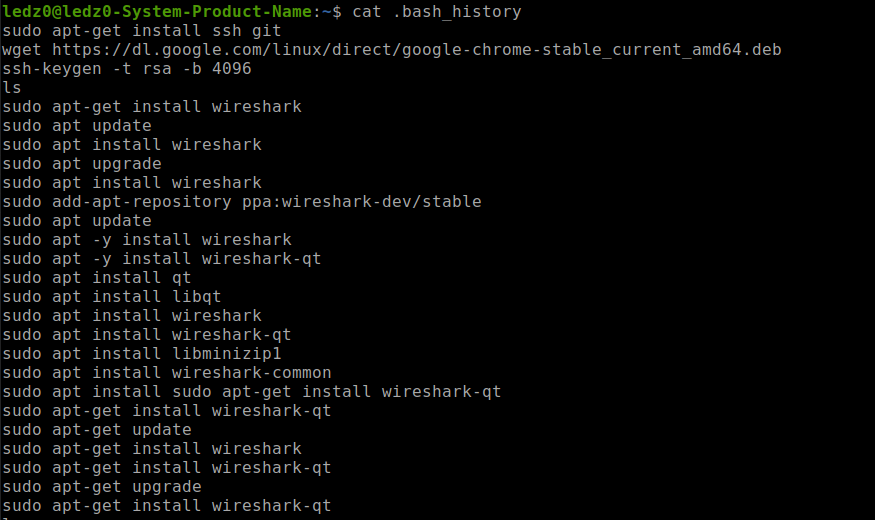 ledz0@ledz0-System-Product-Name:~$ cat .bash_history
sudo apt-get install ssh git
wget https://dl.google.com/linux/direct/google-chrome-stable_current_amd64.deb
ssh-keygen -t rsa -b 4096
ls
sudo apt-get install wireshark
sudo apt update
sudo apt install wireshark
sudo apt upgrade
sudo apt install wireshark
sudo add-apt-repository ppa:wireshark-dev/stable
sudo apt update
sudo apt -y install wireshark
sudo apt -y install wireshark-qt
sudo apt install qt
sudo apt install libqt
sudo apt install wireshark
sudo apt install wireshark-qt
sudo apt install libminizip1
sudo apt install wireshark-common
sudo apt install sudo apt-get install wireshark-qt
sudo apt-get install wireshark-qt
sudo apt-get update
sudo apt-get install wireshark
sudo apt-get install wireshark-qt
sudo apt-get upgrade
sudo apt-get install wireshark-qt